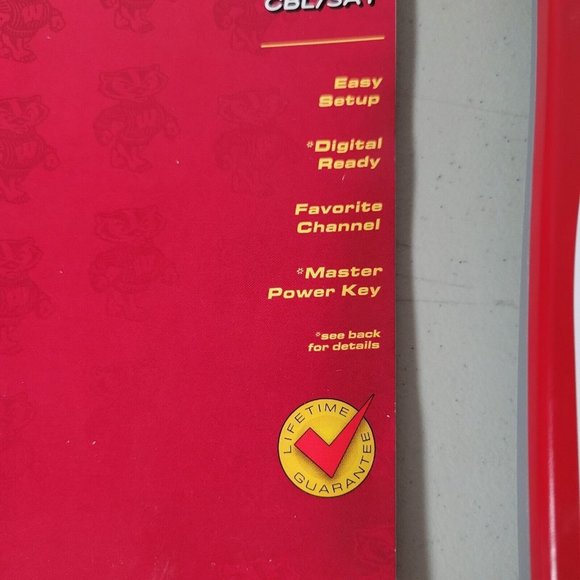 CBL/SAT
Easy
Setup
*Digital
Ready
Favorite
Channel
*Master
Power Key
*see back
for details
LIFETIME
GUARANTEE